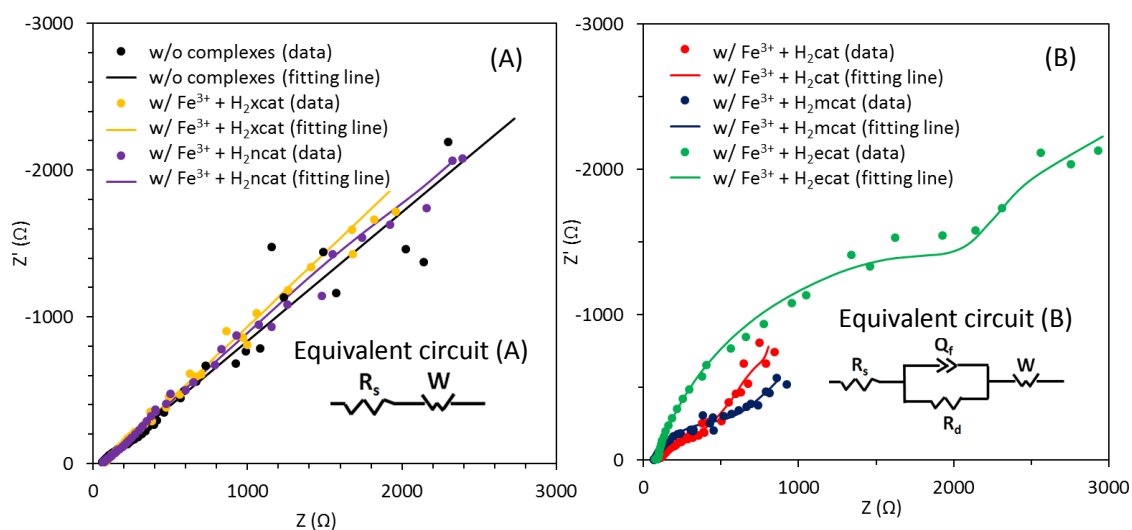 -3000
-2000
-1000
0
Z' (Ω)
0
1000
2000
3000
Z (Ω)
(A)
w/o complexes (data)
w/o complexes (fitting line)
w/ Fe³⁺ + H₂xcat (data)
w/ Fe³⁺ + H₂xcat (fitting line)
w/ Fe³⁺ + H₂ncat (data)
w/ Fe³⁺ + H₂ncat (fitting line)
Equivalent circuit (A)
Rₛ W
-3000
-2000
-1000
0
Z' (Ω)
0
1000
2000
3000
Z (Ω)
(B)
w/ Fe³⁺ + H₂cat (data)
w/ Fe³⁺ + H₂cat (fitting line)
w/ Fe³⁺ + H₂mcat (data)
w/ Fe³⁺ + H₂mcat (fitting line)
w/ Fe³⁺ + H₂ecat (data)
w/ Fe³⁺ + H₂ecat (fitting line)
Equivalent circuit (B)
Q_f
Rₛ W
R_d